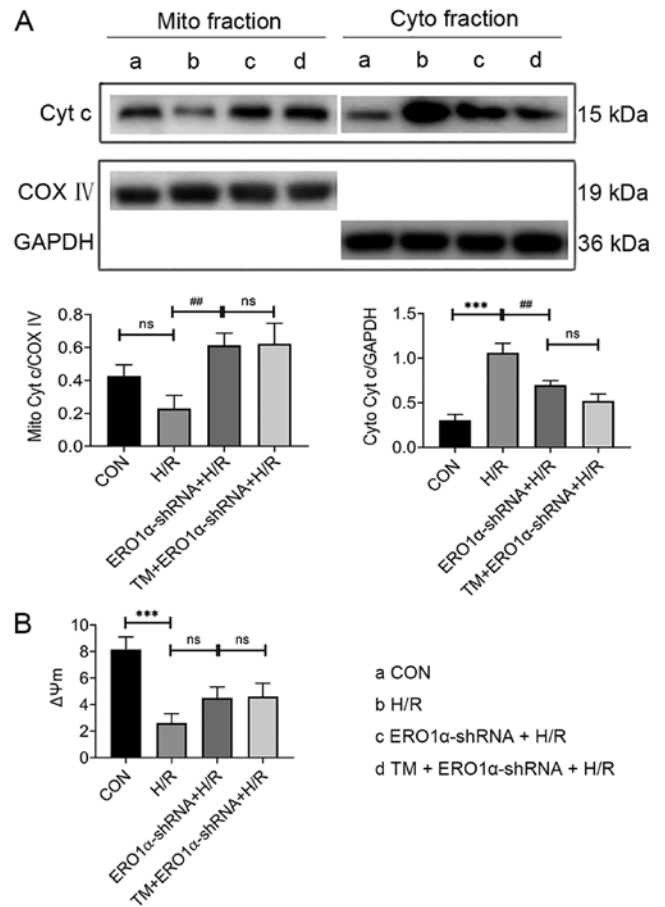 A
Mito fraction Cyto fraction
a b c d a b c d
Cyt c 15 kDa
COX Ⅳ 19 kDa
GAPDH 36 kDa
Mito Cyt c/COX IV
0.8
0.6
0.4
0.2
0.0
ns ## ns
CON
H/R
ERO1α-shRNA+H/R
TM+ERO1α-shRNA+H/R
Cyto Cyt c/GAPDH
1.5
1.0
0.5
0.0
*** ## ns
CON
H/R
ERO1α-shRNA+H/R
TM+ERO1α-shRNA+H/R
B
ΔΨm
10
8
6
4
2
0
*** ns ns
CON
H/R
ERO1α-shRNA+H/R
TM+ERO1α-shRNA+H/R
a CON
b H/R
c ERO1α-shRNA + H/R
d TM + ERO1α-shRNA + H/R